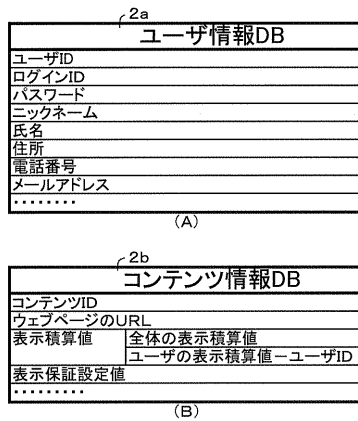 2a
ユーザ情報DB
ユーザID
ログインID
パスワード
ニックネーム
氏名
住所
電話番号
メールアドレス
・・・・・・・・
(A)
2b
コンテンツ情報DB
コンテンツID
ウェブページのURL
表示積算値 全体の表示積算値
ユーザの表示積算値－ユーザID
表示保証設定値
・・・・・・・・・
(B)